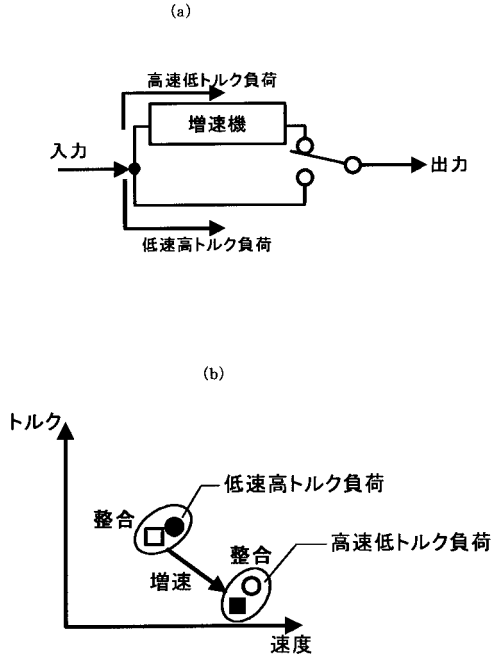 (a)
高速低トルク負荷
増速機
入力
出力
低速高トルク負荷
(b)
トルク
低速高トルク負荷
整合
整合
高速低トルク負荷
増速
速度